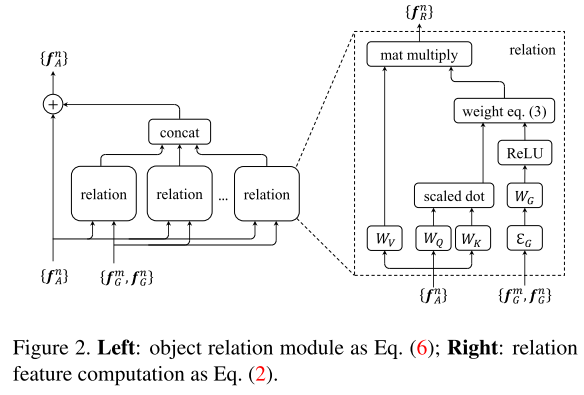 {f_R^n}
{f_A^n}
mat multiply
relation
+
weight eq. (3)
concat
ReLU
relation
relation
...
relation
scaled dot
W_G
W_V
W_Q
W_K
ℰ_G
{f_A^n}
{f_G^m, f_G^n}
{f_A^n}
{f_G^m, f_G^n}
Figure 2. Left: object relation module as Eq. (6); Right: relation
feature computation as Eq. (2).